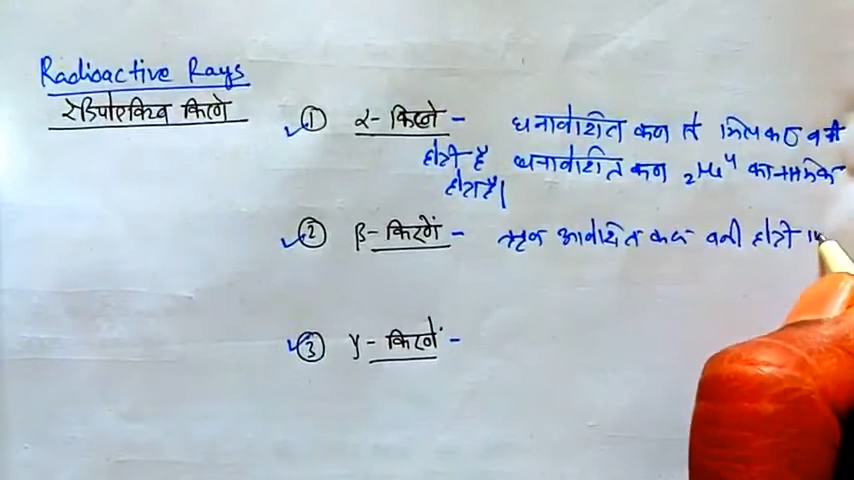 Radioactive Rays
रेडियोएक्टिव किरणे
① α- किरणे - धनावेशित कण से मिलकर बनी
होती है धनावेशित कण ₂He⁴ का नाभिक
होता है।
② β- किरणें - ऋण आवेशित कण बनी होती
③ γ- किरणें -